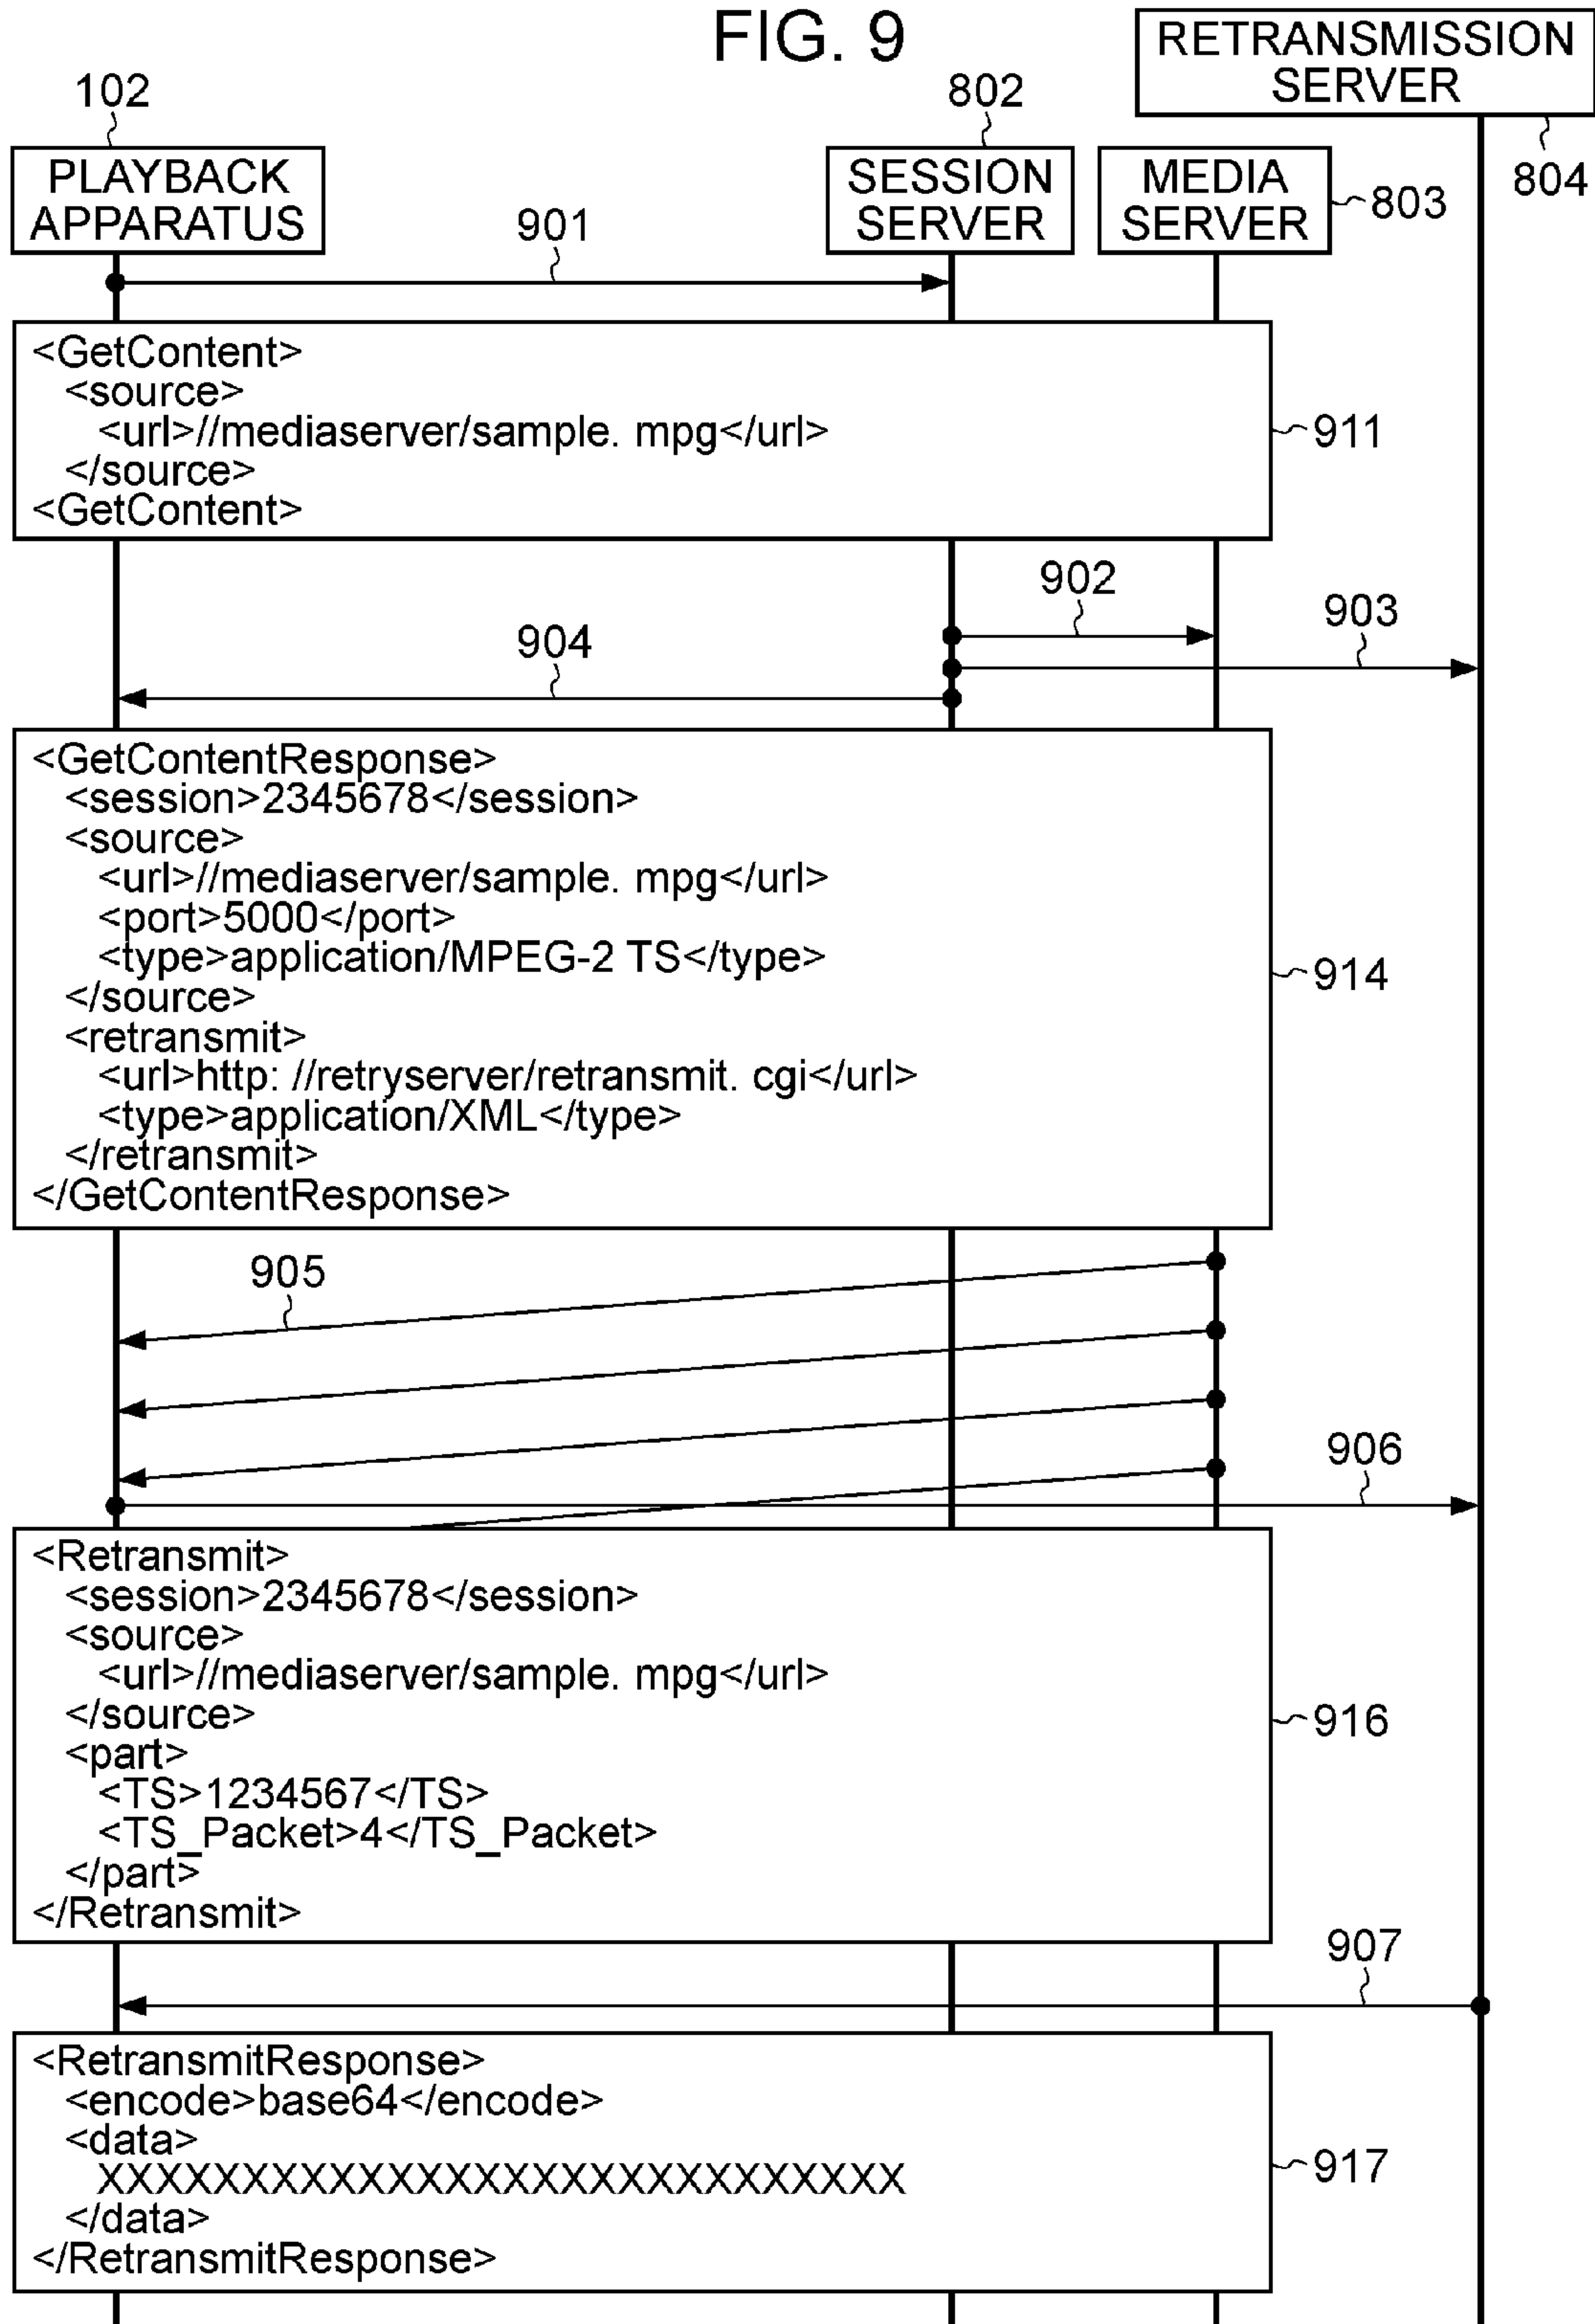 FIG. 9
RETRANSMISSION
SERVER
804
102
PLAYBACK
APPARATUS
802
SESSION
SERVER
MEDIA
SERVER
803
901
<GetContent>
<source>
<url>//mediaserver/sample. mpg</url>
</source>
<GetContent>
911
902
903
904
<GetContentResponse>
<session>2345678</session>
<source>
<url>//mediaserver/sample. mpg</url>
<port>5000</port>
<type>application/MPEG-2 TS</type>
</source>
<retransmit>
<url>http: //retryserver/retransmit. cgi</url>
<type>application/XML</type>
</retransmit>
</GetContentResponse>
914
905
906
<Retransmit>
<session>2345678</session>
<source>
<url>//mediaserver/sample. mpg</url>
</source>
<part>
<TS>1234567</TS>
<TS_Packet>4</TS_Packet>
</part>
</Retransmit>
916
907
<RetransmitResponse>
<encode>base64</encode>
<data>
XXXXXXXXXXXXXXXXXXXXXXXXXXXX
</data>
</RetransmitResponse>
917